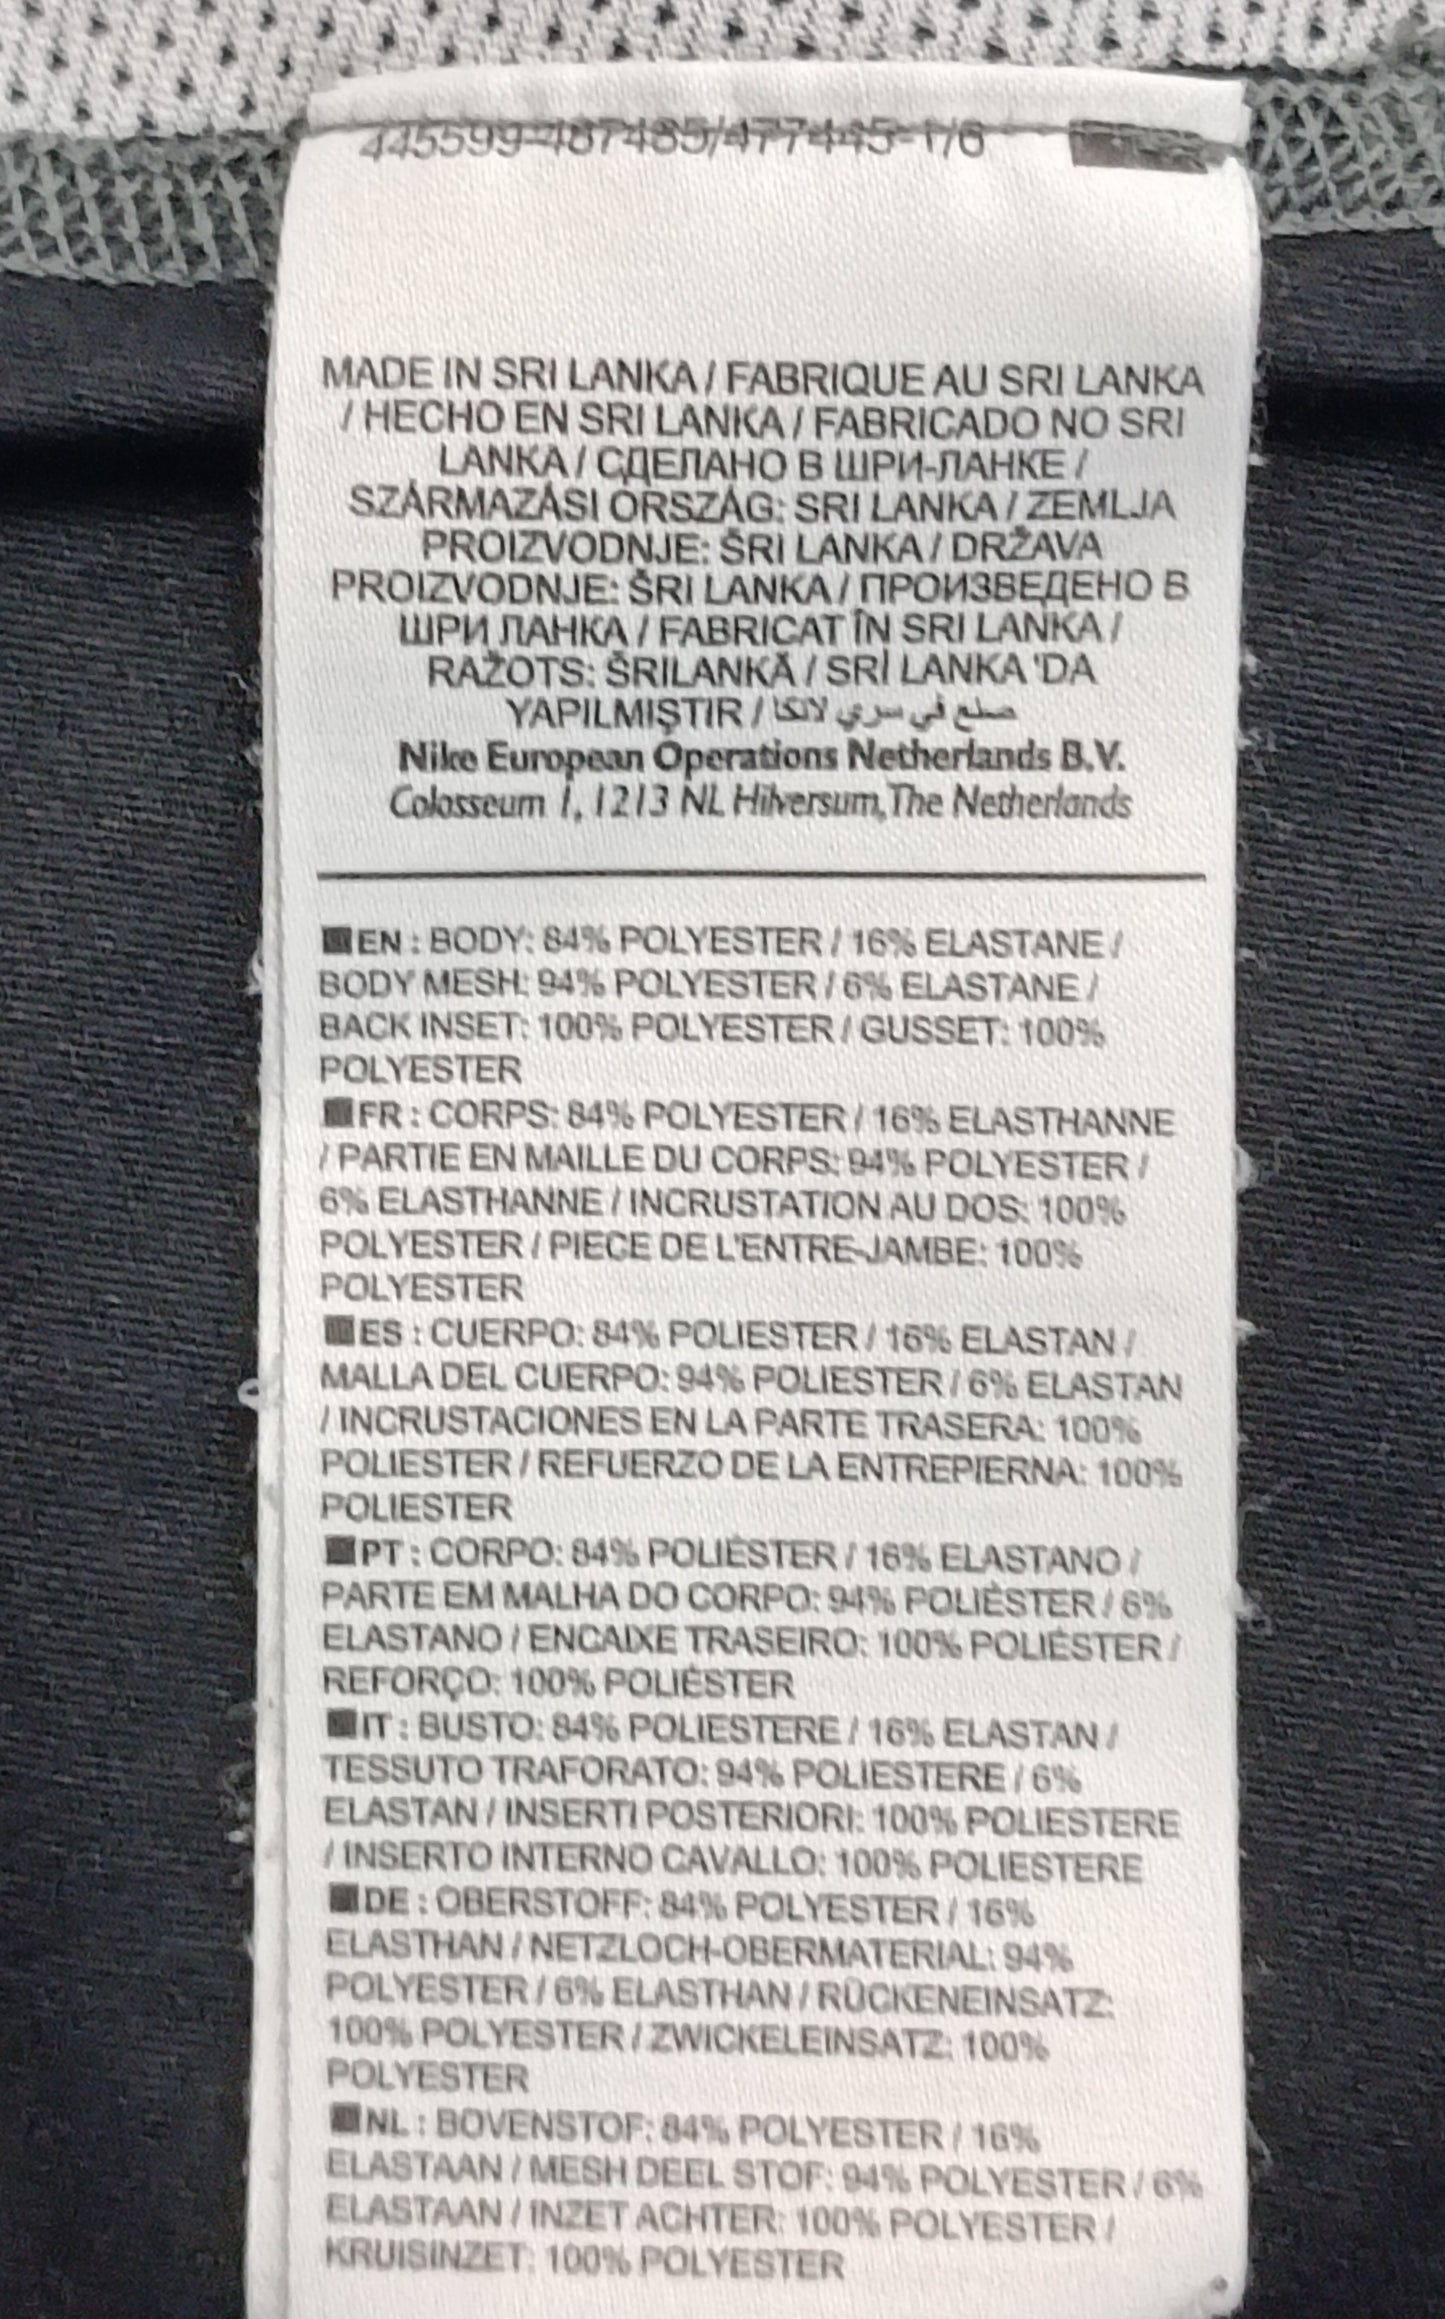 445599-487485/477445-1/6
MADE IN SRI LANKA / FABRIQUE AU SRI LANKA
/ HECHO EN SRI LANKA / FABRICADO NO SRI
LANKA / СДЕЛАНО В ШРИ-ЛАНКЕ /
SZÁRMAZÁSI ORSZÁG: SRI LANKA / ZEMLJA
PROIZVODNJE: ŠRI LANKA / DRŽAVA
PROIZVODNJE: ŠRI LANKA / ПРОИЗВЕДЕНО В
ШРИ ЛАНКА / FABRICAT ÎN SRI LANKA /
RAŽOTS: ŠRILANKĀ / SRİ LANKA 'DA
YAPILMIŞTIR / صنع في سري لانكا
Nike European Operations Netherlands B.V.
Colosseum 1, 1213 NL Hilversum, The Netherlands
EN : BODY: 84% POLYESTER / 16% ELASTANE /
BODY MESH: 94% POLYESTER / 6% ELASTANE /
BACK INSET: 100% POLYESTER / GUSSET: 100%
POLYESTER
FR : CORPS: 84% POLYESTER / 16% ELASTHANNE
/ PARTIE EN MAILLE DU CORPS: 94% POLYESTER /
6% ELASTHANNE / INCRUSTATION AU DOS: 100%
POLYESTER / PIECE DE L'ENTRE-JAMBE: 100%
POLYESTER
ES : CUERPO: 84% POLIESTER / 16% ELASTAN /
MALLA DEL CUERPO: 94% POLIESTER / 6% ELASTAN
/ INCRUSTACIONES EN LA PARTE TRASERA: 100%
POLIESTER / REFUERZO DE LA ENTREPIERNA: 100%
POLIESTER
PT : CORPO: 84% POLIÉSTER / 16% ELASTANO /
PARTE EM MALHA DO CORPO: 94% POLIÉSTER / 6%
ELASTANO / ENCAIXE TRASEIRO: 100% POLIÉSTER /
REFORÇO: 100% POLIÉSTER
IT : BUSTO: 84% POLIESTERE / 16% ELASTAN /
TESSUTO TRAFORATO: 94% POLIESTERE / 6%
ELASTAN / INSERTI POSTERIORI: 100% POLIESTERE
/ INSERTO INTERNO CAVALLO: 100% POLIESTERE
DE : OBERSTOFF: 84% POLYESTER / 16%
ELASTHAN / NETZLOCH-OBERMATERIAL: 94%
POLYESTER / 6% ELASTHAN / RÜCKENEINSATZ:
100% POLYESTER / ZWICKELEINSATZ: 100%
POLYESTER
NL : BOVENSTOF: 84% POLYESTER / 16%
ELASTAAN / MESH DEEL STOF: 94% POLYESTER / 6%
ELASTAAN / INZET ACHTER: 100% POLYESTER /
KRUISINZET: 100% POLYESTER